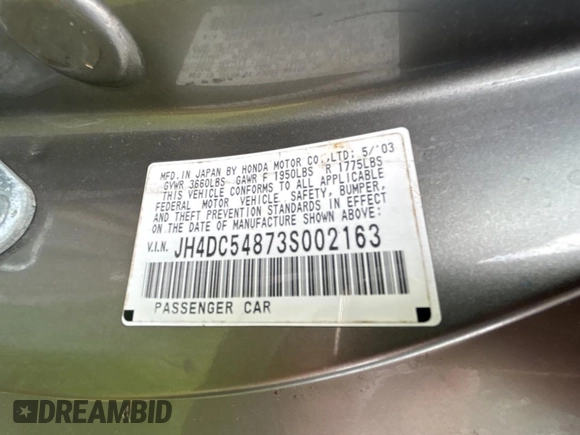 MFD.IN JAPAN BY HONDA MOTOR CO.,LTD: 5/'03
GVWR 3660LBS GAWR F 1950LBS R 1775LBS
THIS VEHICLE CONFORMS TO ALL APPLICABLE
FEDERAL MOTOR VEHICLE SAFETY, BUMPER,
AND THEFT PREVENTION STANDARDS IN EFFECT
ON THE DATE OF MANUFACTURE SHOWN ABOVE:
V.I.N. JH4DC54873S002163
PASSENGER CAR
DREAMBID